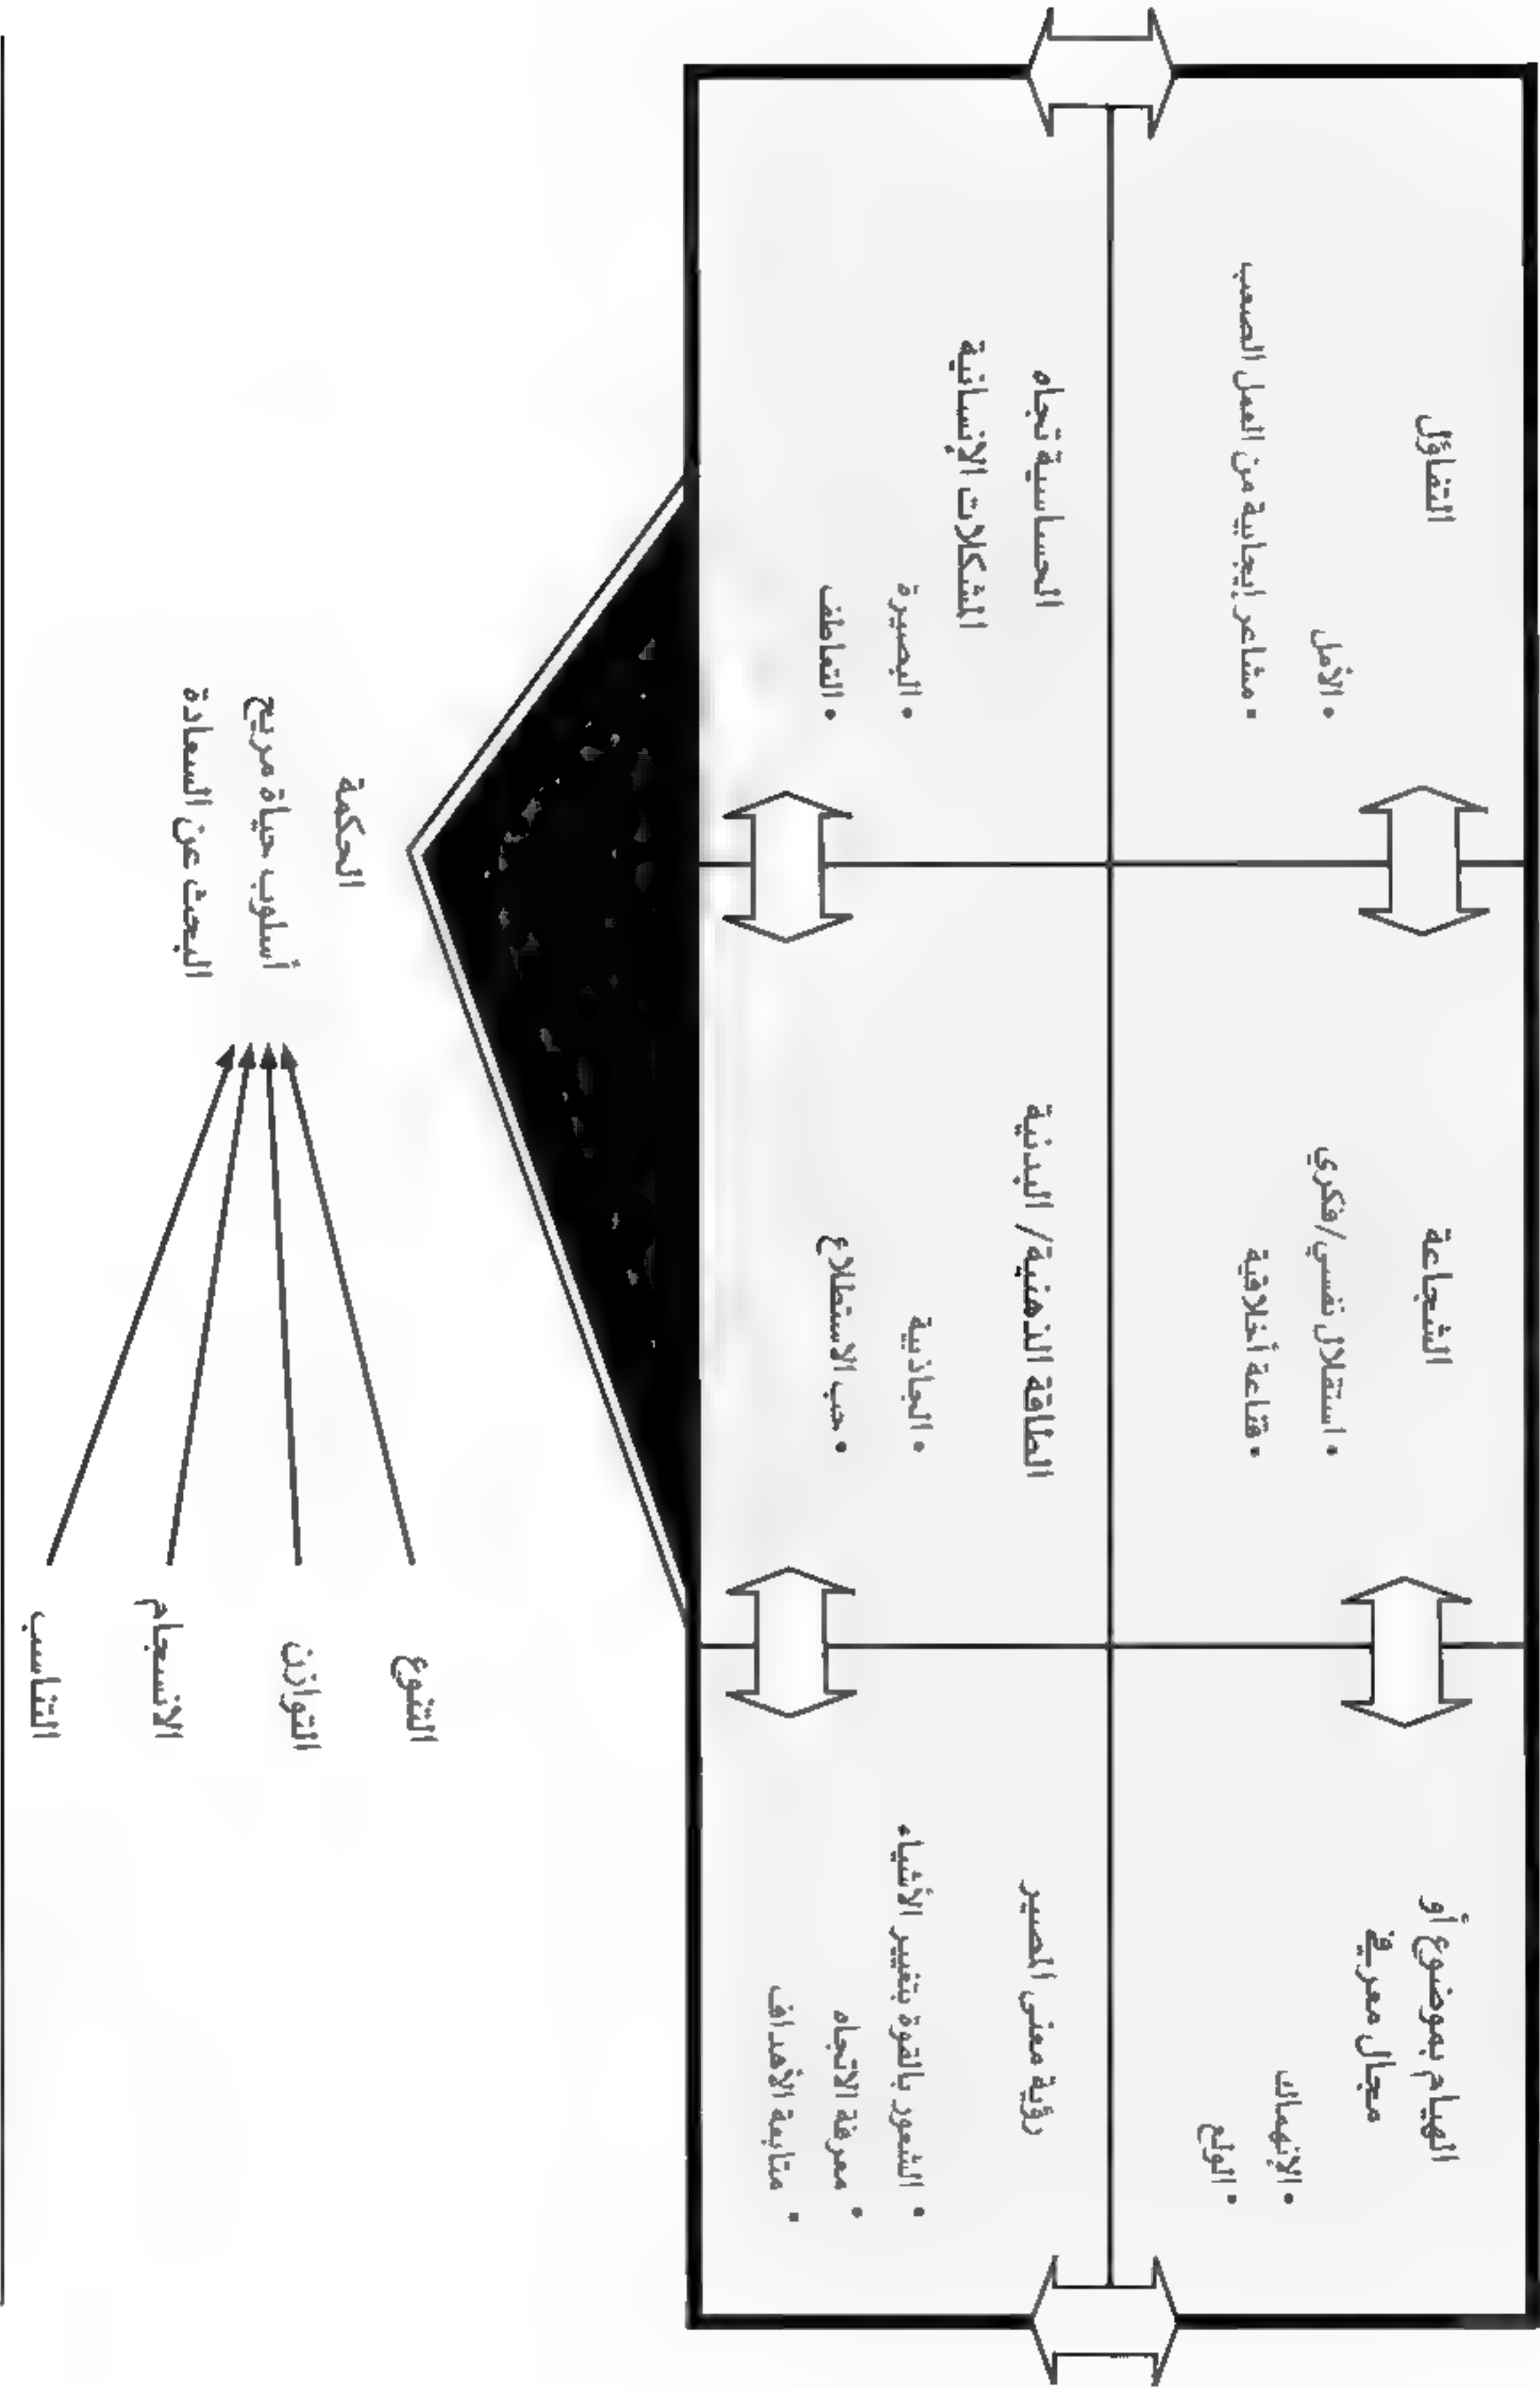 الهيام بموضوع أو
مجال معرفي
• الإنهماك
• الولع
الشجاعة
• استقلال نفسي/فكري
• قناعة أخلاقية
التفاؤل
• الأمل
• مشاعر إيجابية من العمل الصعب
رؤية معنى المصير
• الشعور بالقوة بتغيير الأشياء
• معرفة الاتجاه
• متابعة الأهداف
الطاقة الذهنية/ البدنية
• الجاذبية
• حب الاستطلاع
الحساسية تجاه
المشكلات الإنسانية
• البصيرة
• التعاطف
الحكمة
أسلوب حياة مريح
البحث عن السعادة
التنوع
التوازن
الانسجام
التناسب